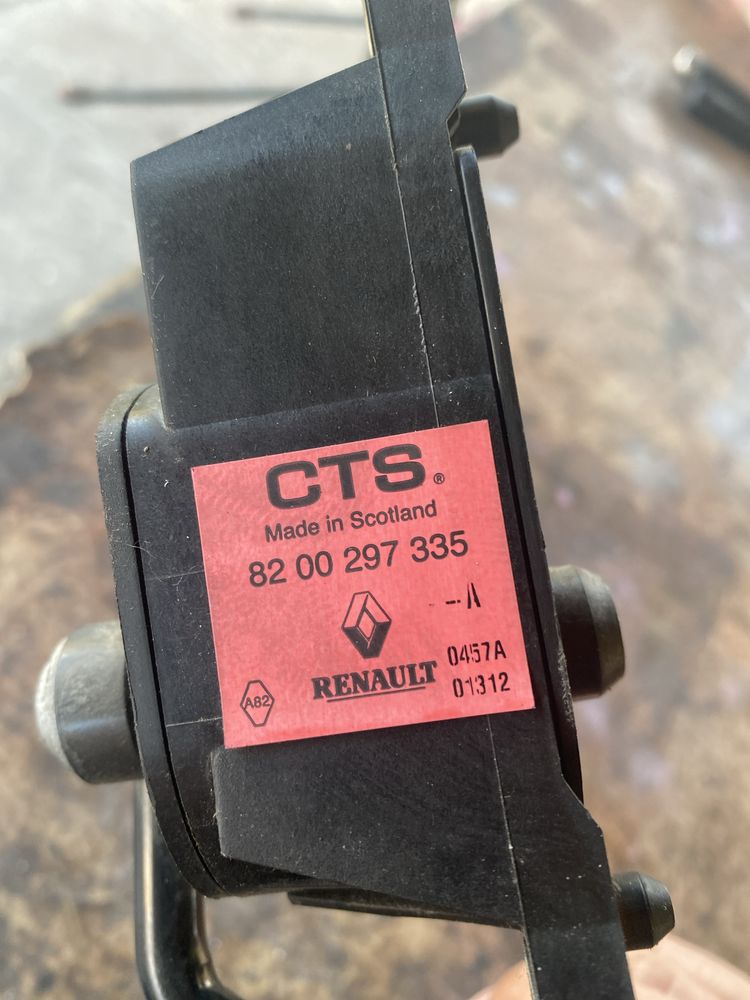 CTS®
Made in Scotland
82 00 297 335
--A
RENAULT
0457A
01312
A82